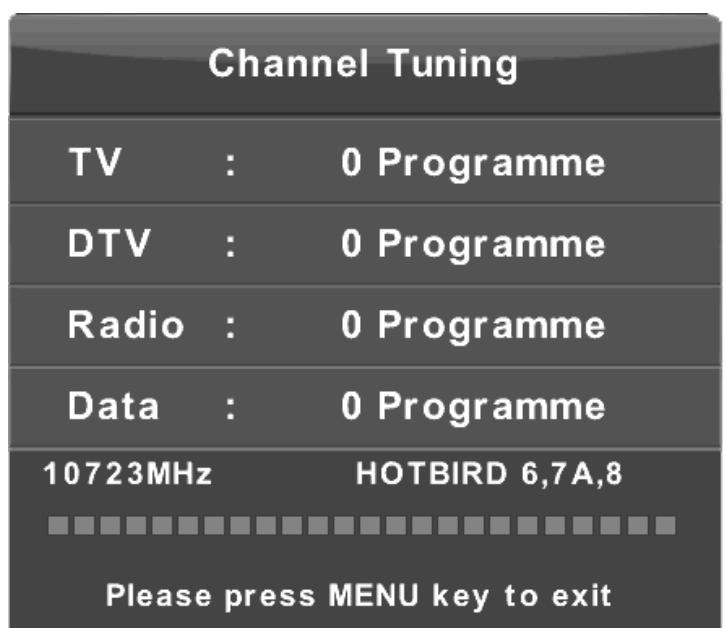 Channel Tuning
TV : 0 Programme
DTV : 0 Programme
Radio : 0 Programme
Data : 0 Programme
10723MHz HOTBIRD 6,7A,8
Please press MENU key to exit